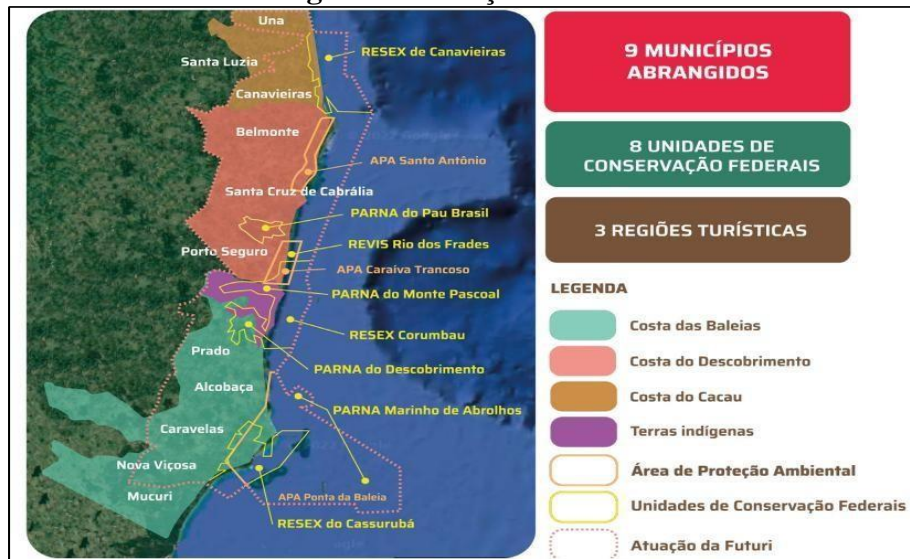 Una
Santa Luzia
RESEX de Canavieiras
Canavieiras
Belmonte
APA Santo Antônio
Santa Cruz de Cabrália
PARNA do Pau Brasil
Porto Seguro
REVIS Rio dos Frades
APA Caraiva Trancoso
PARNA do Monte Pascoal
RESEX Corumbau
Prado
PARNA do Descobrimento
Alcobaça
PARNA Marinho de Abrolhos
Caravelas
Nova Viçosa
APA Ponta da Baleia
Mucuri
RESEX do Cassurubá
9 MUNICÍPIOS
ABRANGIDOS
8 UNIDADES DE
CONSERVAÇÃO FEDERAIS
3 REGIÕES TURÍSTICAS
LEGENDA
Costa das Baleias
Costa do Descobrimento
Costa do Cacau
Terras indígenas
Área de Proteção Ambiental
Unidades de Conservação Federais
Atuação da Futuri